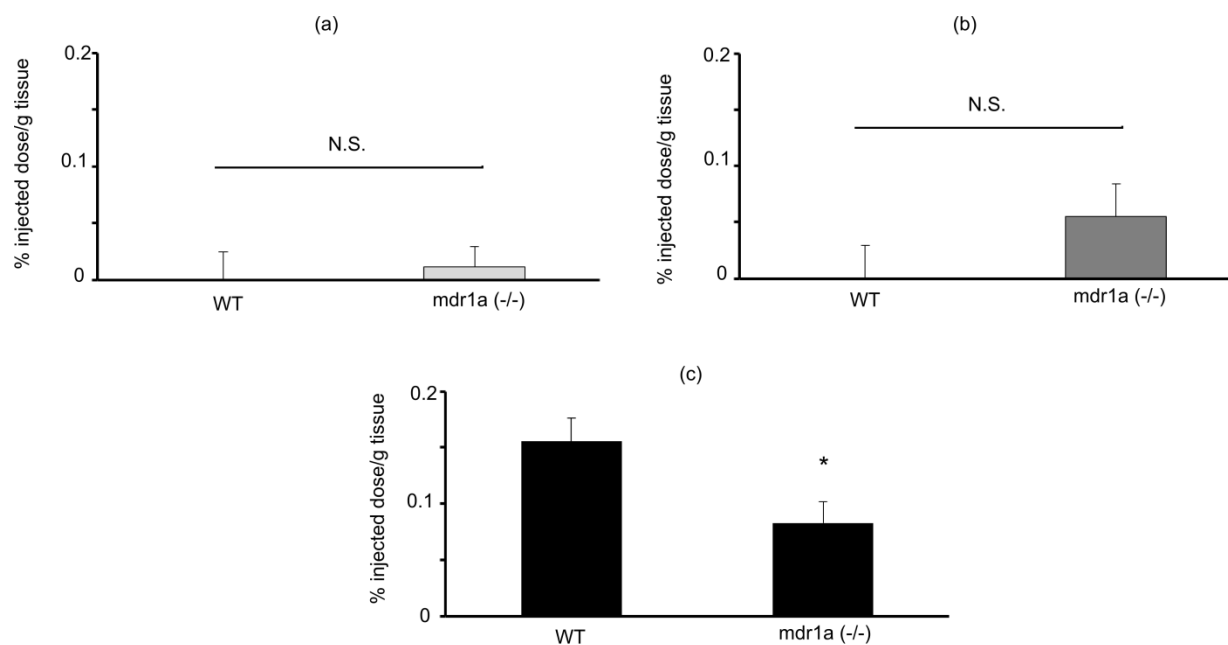 (a)
% injected dose/g tissue
0.2
0.1
0
N.S.
WT
mdr1a (-/-)
(b)
% injected dose/g tissue
0.2
0.1
0
N.S.
WT
mdr1a (-/-)
(c)
% injected dose/g tissue
0.2
0.1
0
*
WT
mdr1a (-/-)